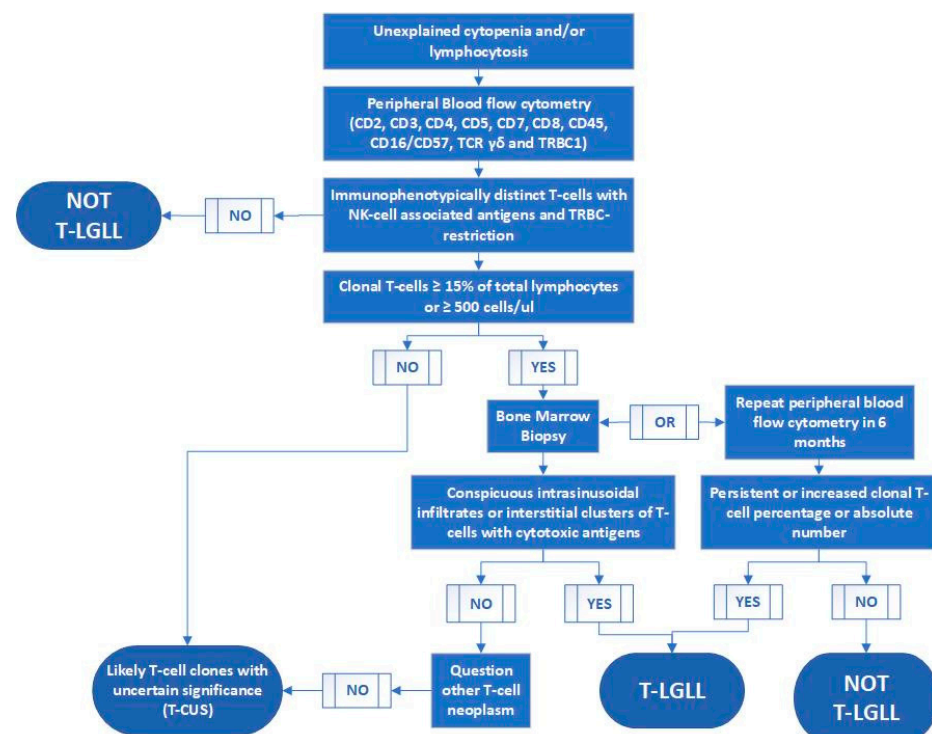 Unexplained cytopenia and/or
lymphocytosis
Peripheral Blood flow cytometry
(CD2, CD3, CD4, CD5, CD7, CD8, CD45,
CD16/CD57, TCR γδ and TRBC1)
NOT
T-LGLL
NO
Immunophenotypically distinct T-cells with
NK-cell associated antigens and TRBC-
restriction
Clonal T-cells ≥ 15% of total lymphocytes
or ≥ 500 cells/ul
NO
YES
Bone Marrow
Biopsy
OR
Repeat peripheral blood
flow cytometry in 6
months
Conspicuous intrasinusoidal
infiltrates or interstitial clusters of T-
cells with cytotoxic antigens
Persistent or increased clonal T-
cell percentage or absolute
number
NO
YES
YES
NO
Likely T-cell clones with
uncertain significance
(T-CUS)
NO
Question
other T-cell
neoplasm
T-LGLL
NOT
T-LGLL